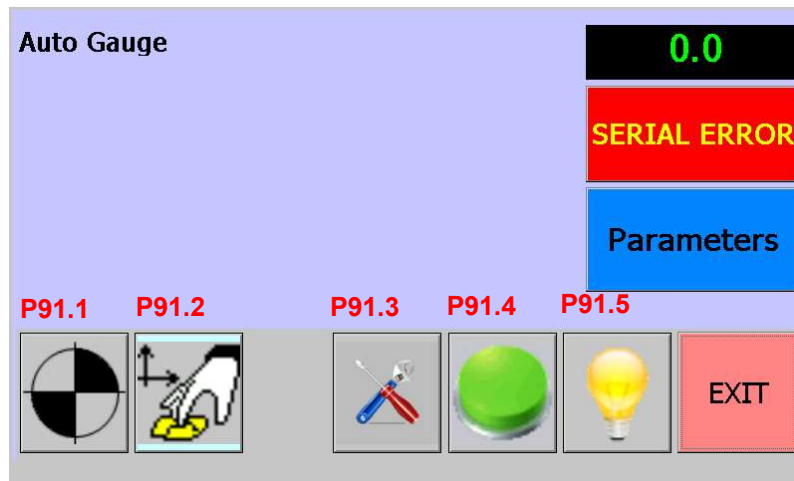 Auto Gauge
0.0
SERIAL ERROR
Parameters
P91.1 P91.2 P91.3 P91.4 P91.5
EXIT